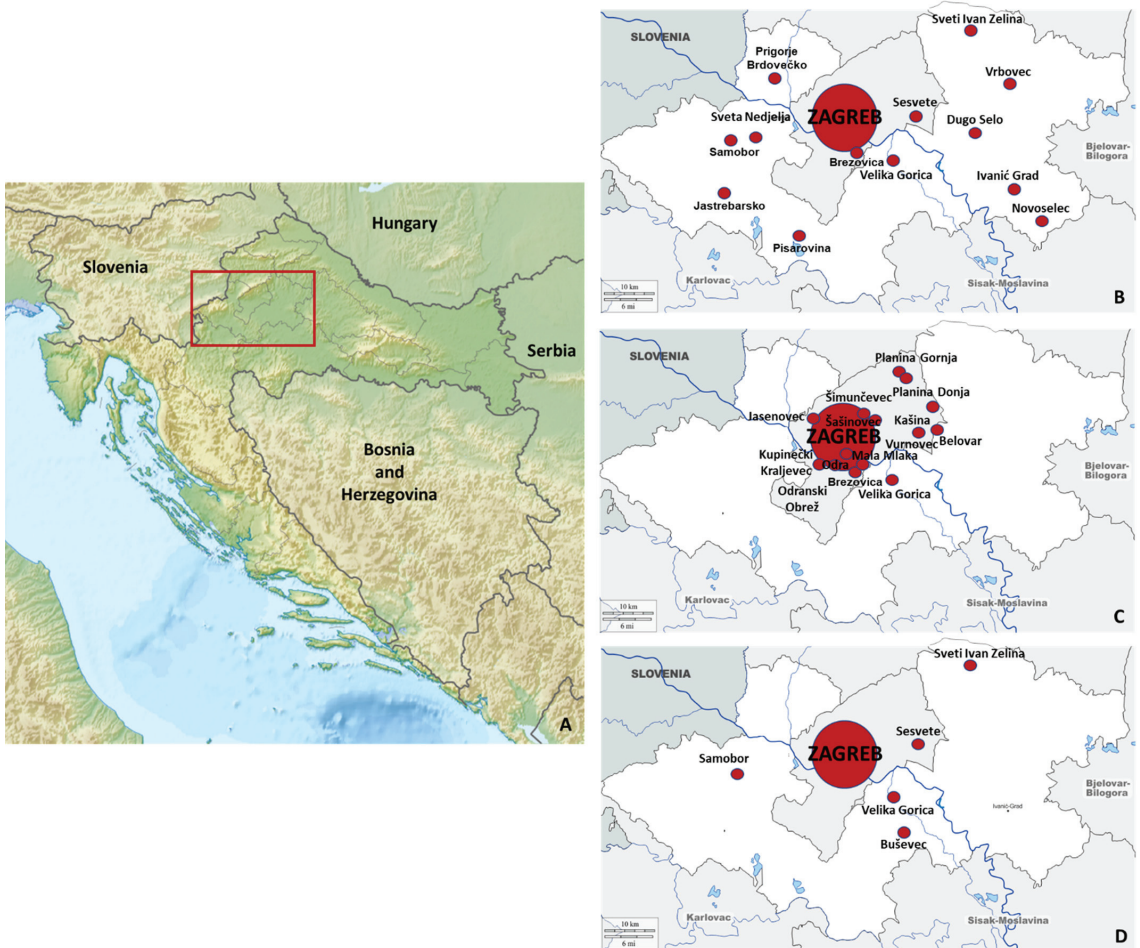 Hungary
Slovenia
Serbia
Bosnia
and
Herzegovina
A
SLOVENIA
Sveti Ivan Zelina
Prigorje
Brdovečko
Vrbovec
Sesvete
ZAGREB
Sveta Nedjelja
Dugo Selo
Samobor
Brezovica
Velika Gorica
Bjelovar-
Bilogora
Ivanić Grad
Jastrebarsko
Novoselec
Pisarovina
Karlovac
Sisak-Moslavina
10 km
6 mi
B
SLOVENIA
Planina Gornja
Planina Donja
Šimunčevec
Iasenovec
Šašinovec
Kašina
ZAGREB
Vurnovec
Belovar
Kupinečki
Kraljevec
Mala Mlaka
Odra
Brezovica
Velika Gorica
Odranski
Obrež
Bjelovar-
Bilogora
Karlovac
Sisak-Moslavina
10 km
6 mi
C
SLOVENIA
Sveti Ivan Zelina
Sesvete
ZAGREB
Samobor
Velika Gorica
Ivanić-Grad
Buševec
Bjelovar-
Bilogora
Karlovac
Sisak-Moslavina
10 km
6 mi
D